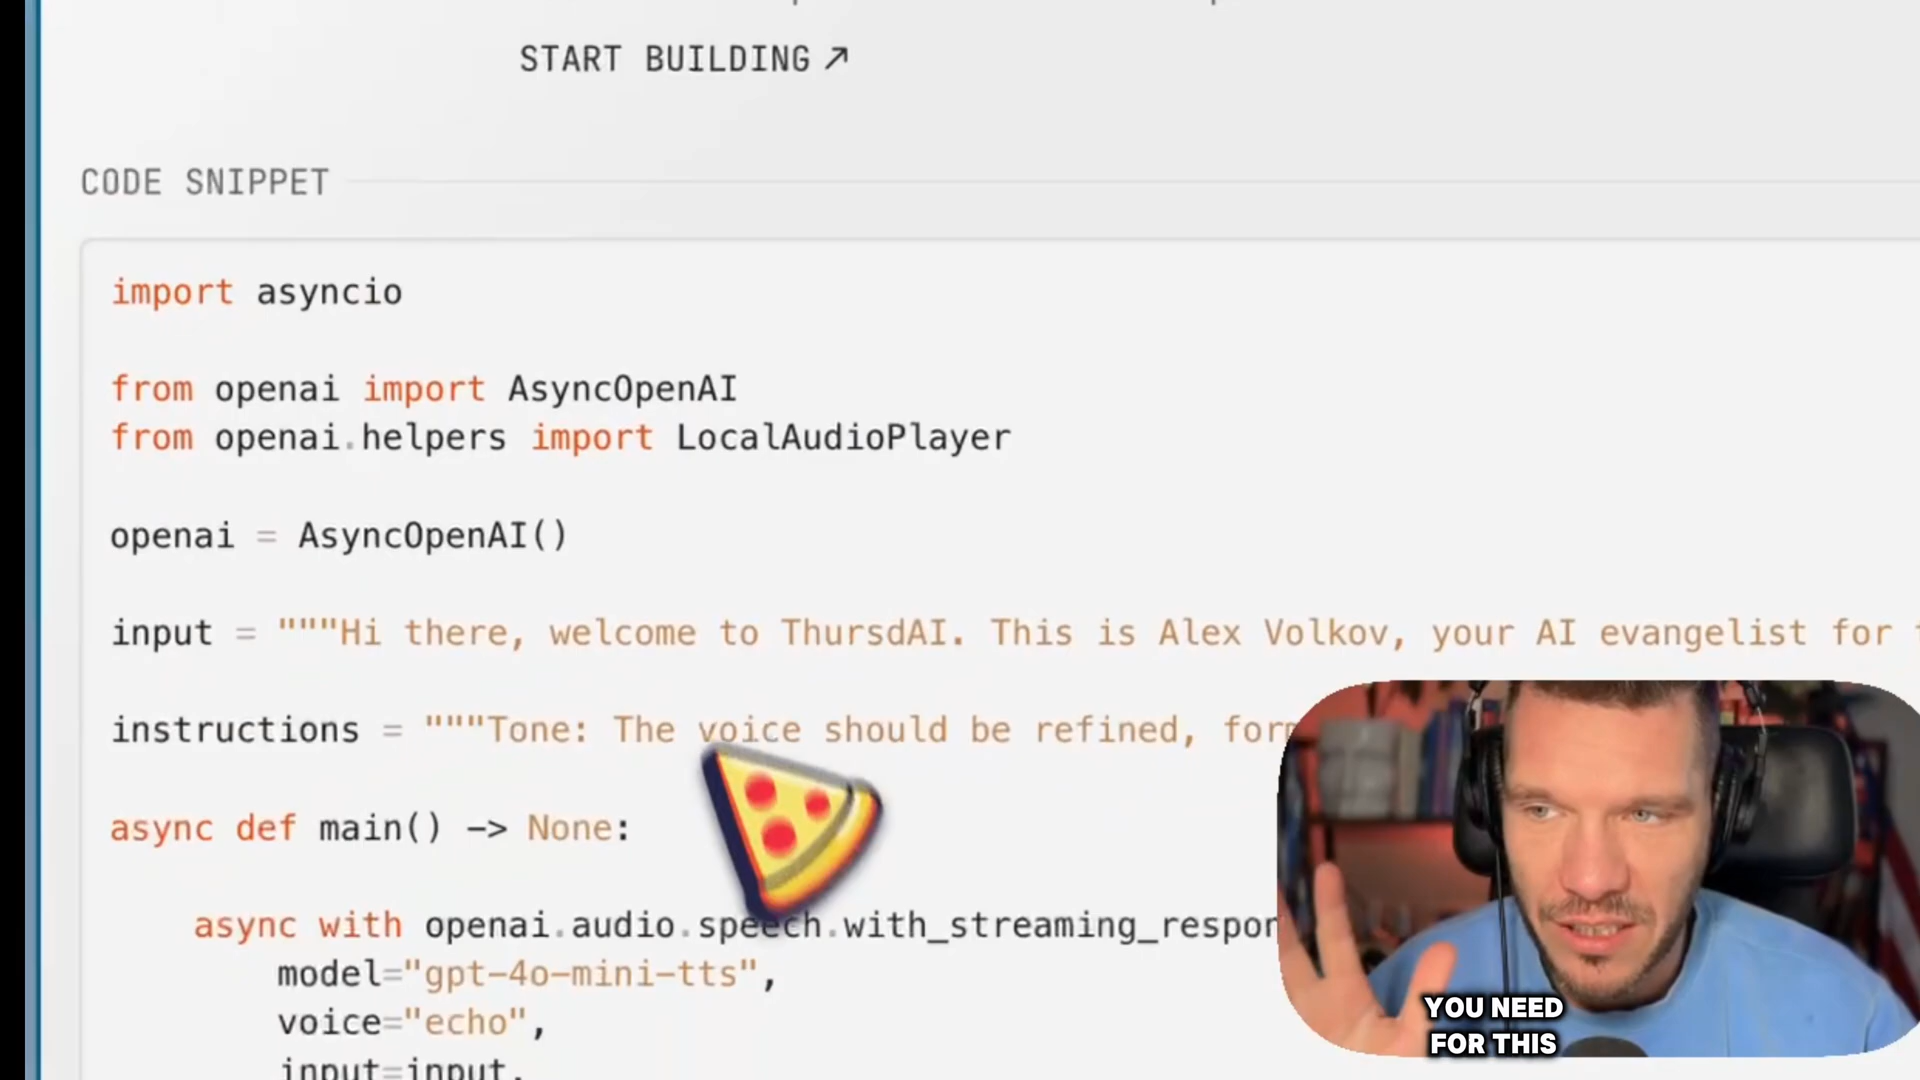 START BUILDING ↗
CODE SNIPPET
import asyncio
from openai import AsyncOpenAI
from openai.helpers import LocalAudioPlayer
openai = AsyncOpenAI()
input = """Hi there, welcome to ThursdAI. This is Alex Volkov, your AI evangelist for
instructions = """Tone: The voice should be refined, for
async def main() -> None:
async with openai.audio.speech.with_streaming_respon
model="gpt-4o-mini-tts",
voice="echo",
input=input,
YOU NEED
FOR THIS